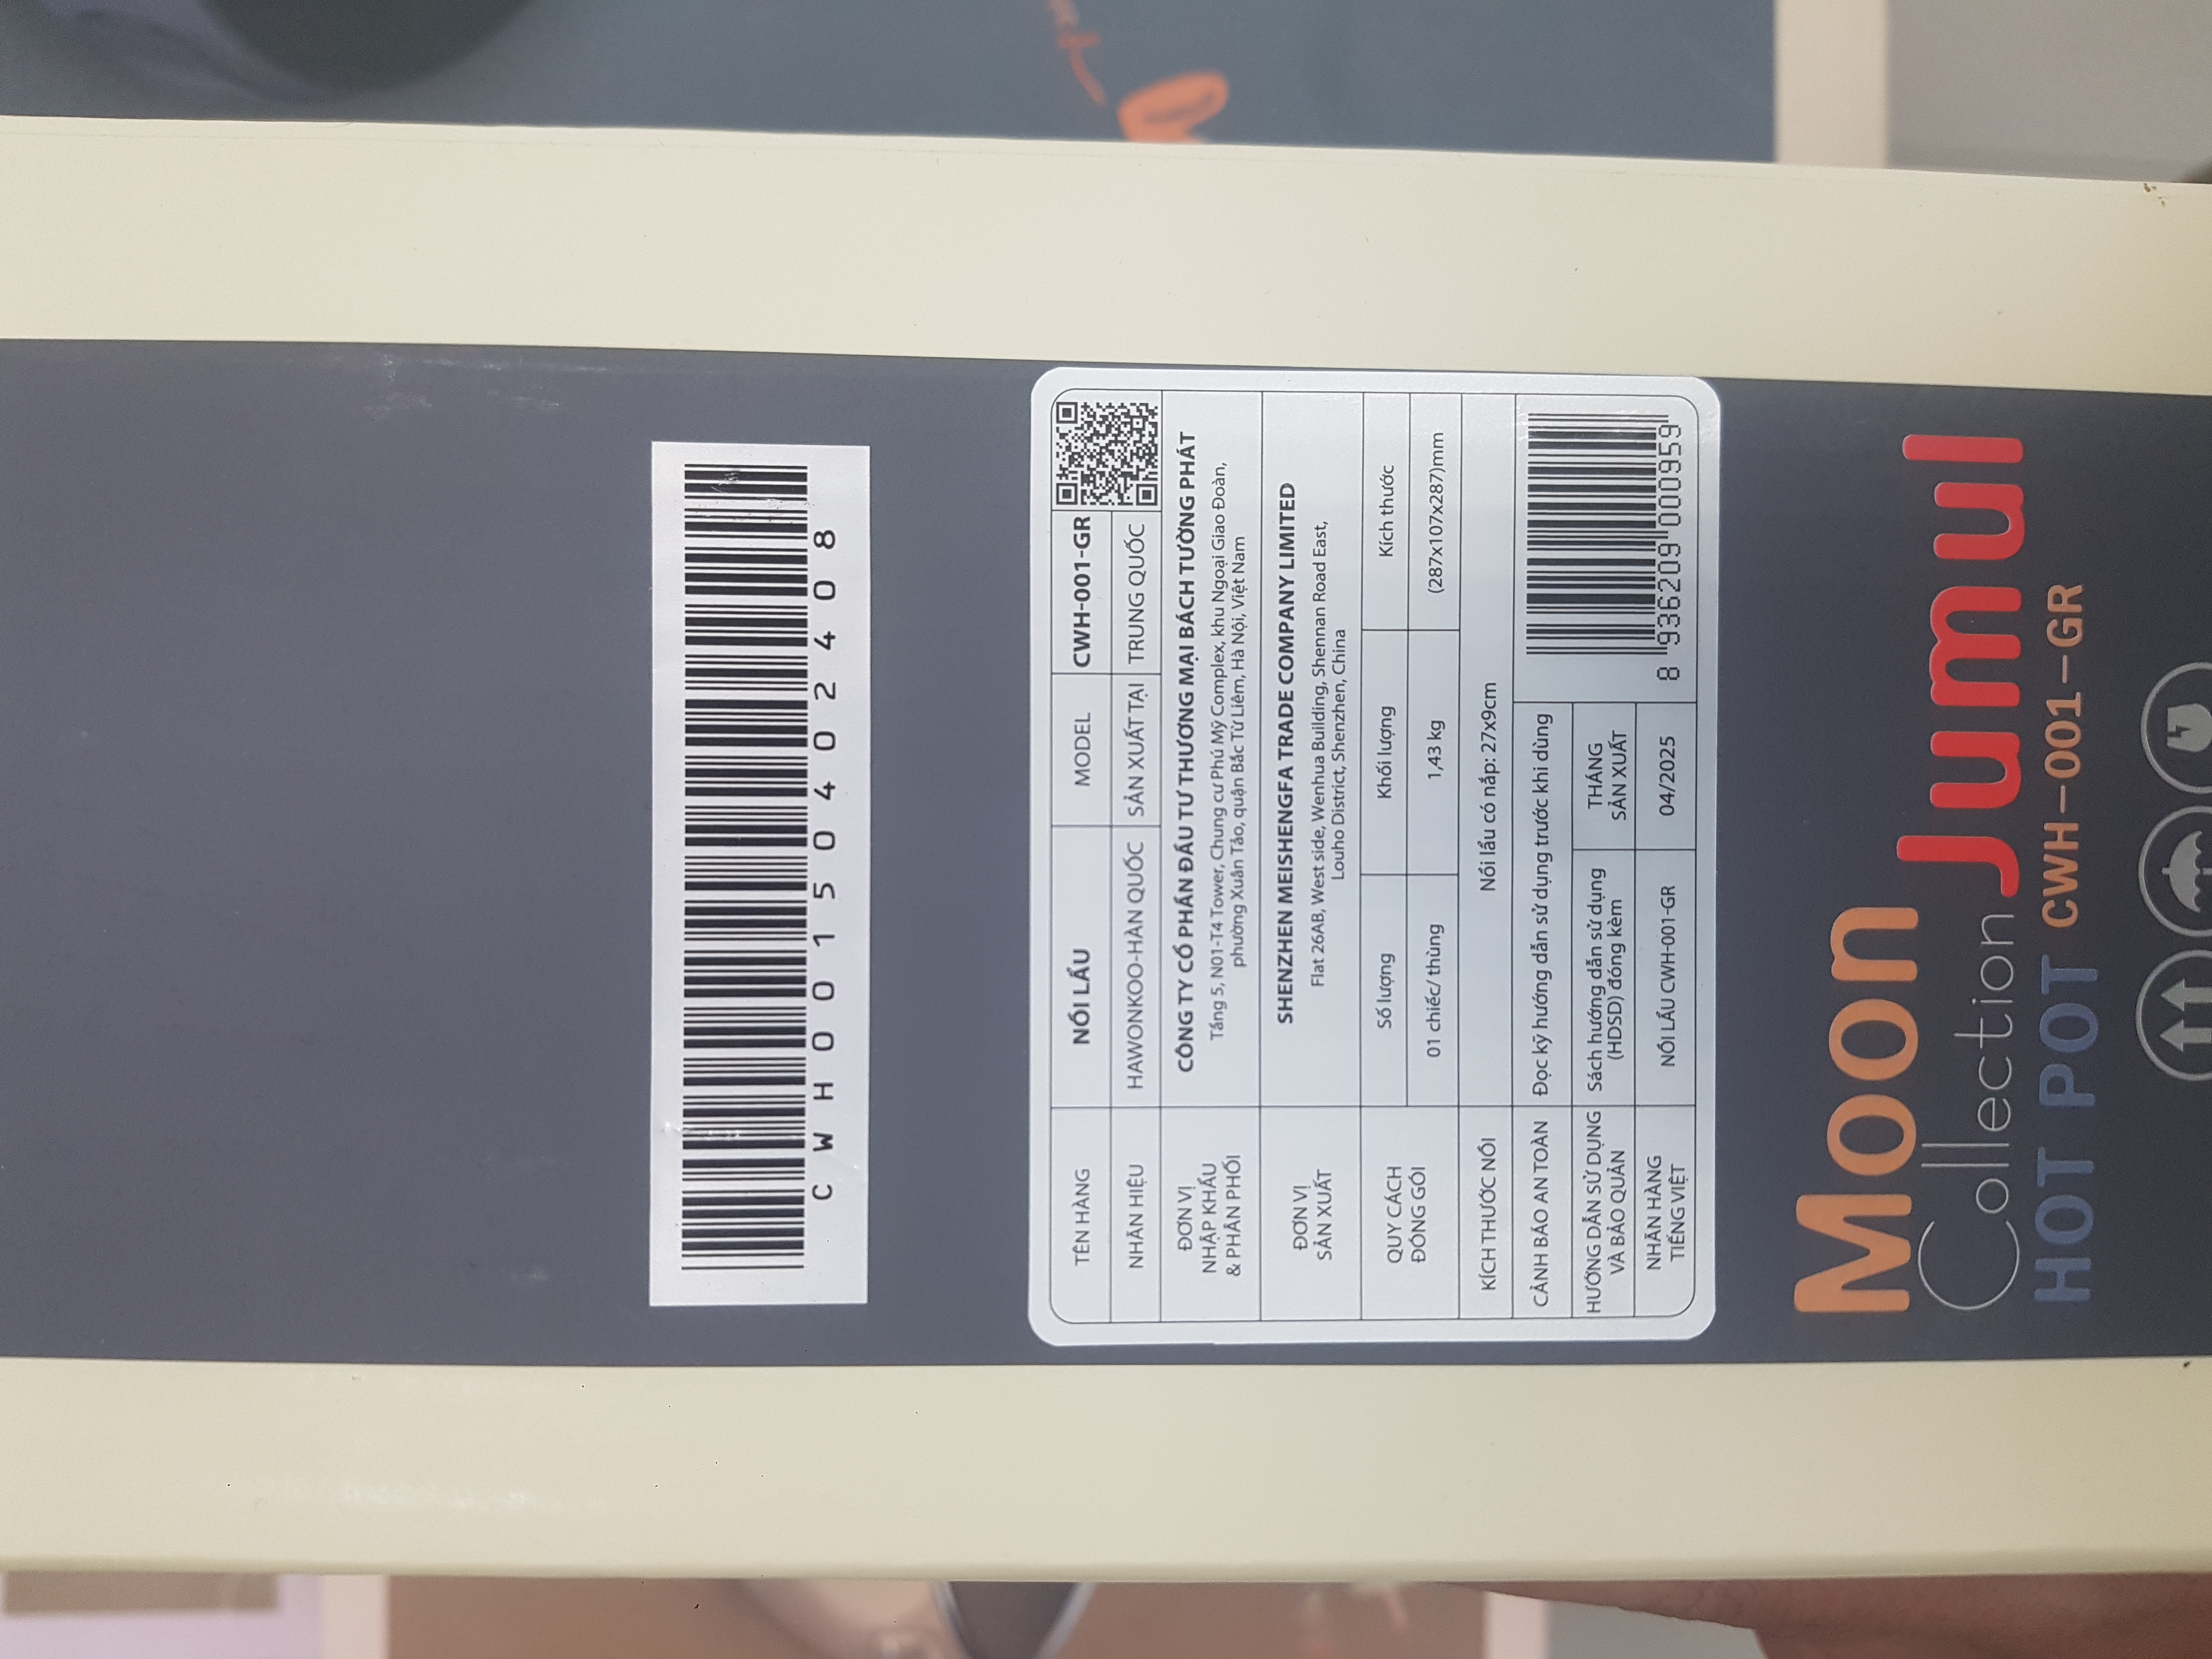 CWH00150402408
TÊN HÀNG
NỒI LẨU
MODEL
CWH-001-GR
NHÃN HIỆU
HAWONKOO-HÀN QUỐC
SẢN XUẤT TẠI
TRUNG QUỐC
ĐƠN VỊ
NHẬP KHẨU
& PHÂN PHỐI
CÔNG TY CỔ PHẦN ĐẦU TƯ THƯƠNG MẠI BÁCH TƯỜNG PHÁT
Tầng 5, N01-T4 Tower, Chung cư Phú Mỹ Complex, khu Ngoại Giao Đoàn,
phường Xuân Tảo, quận Bắc Từ Liêm, Hà Nội, Việt Nam
ĐƠN VỊ
SẢN XUẤT
SHENZHEN MEISHENGFA TRADE COMPANY LIMITED
Flat 26AB, West side, Wenhua Building, Shennan Road East,
Louho District, Shenzhen, China
QUY CÁCH
ĐÓNG GÓI
Số lượng
Khối lượng
Kích thước
01 chiếc/ thùng
1,43 kg
(287x107x287)mm
KÍCH THƯỚC NỒI
Nồi lẩu có nắp: 27x9cm
CẢNH BÁO AN TOÀN
Đọc kỹ hướng dẫn sử dụng trước khi dùng
HƯỚNG DẪN SỬ DỤNG
VÀ BẢO QUẢN
Sách hướng dẫn sử dụng
(HDSD) đóng kèm
THÁNG
SẢN XUẤT
NHÃN HÀNG
TIẾNG VIỆT
NỒI LẨU CWH-001-GR
04/2025
8 936209 000959
Moon
Collection Jumul
HOT POT CWH-001-GR